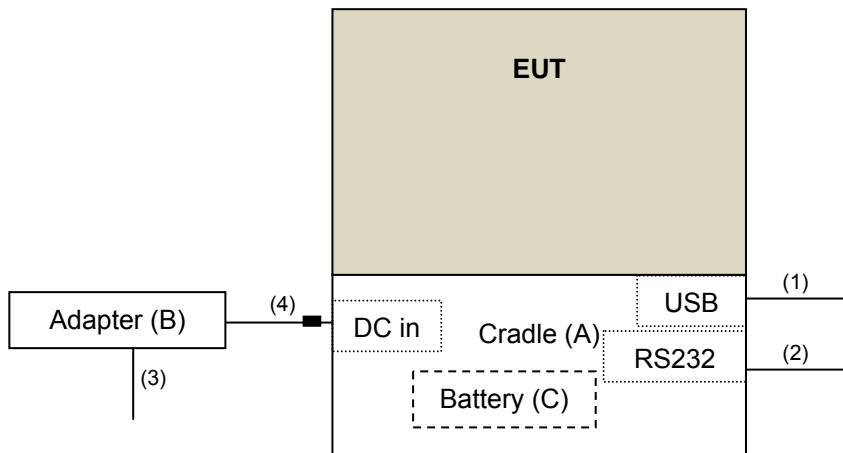 EUT
(1)
USB
(4)
Adapter (B)
DC in
Cradle (A)
(2)
RS232
(3)
Battery (C)